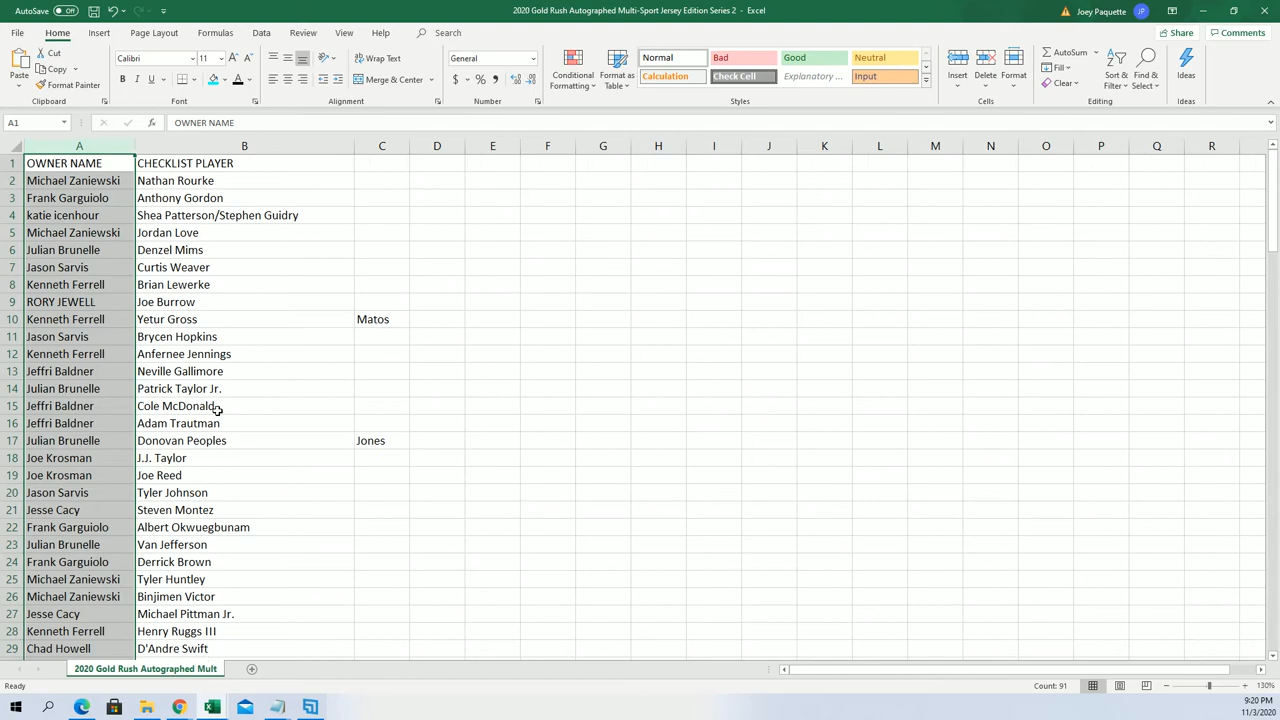 AutoSave Off 2020 Gold Rush Autographed Multi-Sport Jersey Edition Series 2 - Excel Joey Paquette JP
File Home Insert Page Layout Formulas Data Review View Help Search Share Comments
Paste Cut Copy Format Painter Clipboard
Calibri 11 B I U A Font
Wrap Text Merge & Center Alignment
General $ % Number
Conditional Formatting Format as Table
Normal Bad Good Neutral
Calculation Check Cell Explanatory ... Input Styles
Insert Delete Format Cells
AutoSum Fill Clear Sort & Filter Find & Select Editing
Ideas Ideas
A1 fx OWNER NAME
A B C D E F G H I J K L M N O P Q R
1 OWNER NAME CHECKLIST PLAYER
2 Michael Zaniewski Nathan Rourke
3 Frank Garguiolo Anthony Gordon
4 katie icenhour Shea Patterson/Stephen Guidry
5 Michael Zaniewski Jordan Love
6 Julian Brunelle Denzel Mims
7 Jason Sarvis Curtis Weaver
8 Kenneth Ferrell Brian Lewerke
9 RORY JEWELL Joe Burrow
10 Kenneth Ferrell Yetur Gross Matos
11 Jason Sarvis Brycen Hopkins
12 Kenneth Ferrell Anfernee Jennings
13 Jeffri Baldner Neville Gallimore
14 Julian Brunelle Patrick Taylor Jr.
15 Jeffri Baldner Cole McDonald
16 Jeffri Baldner Adam Trautman
17 Julian Brunelle Donovan Peoples Jones
18 Joe Krosman J.J. Taylor
19 Joe Krosman Joe Reed
20 Jason Sarvis Tyler Johnson
21 Jesse Cacy Steven Montez
22 Frank Garguiolo Albert Okwuegbunam
23 Julian Brunelle Van Jefferson
24 Frank Garguiolo Derrick Brown
25 Michael Zaniewski Tyler Huntley
26 Michael Zaniewski Binjimen Victor
27 Jesse Cacy Michael Pittman Jr.
28 Kenneth Ferrell Henry Ruggs III
29 Chad Howell D'Andre Swift
2020 Gold Rush Autographed Mult
Ready Count: 91 130%
9:20 PM
11/3/2020